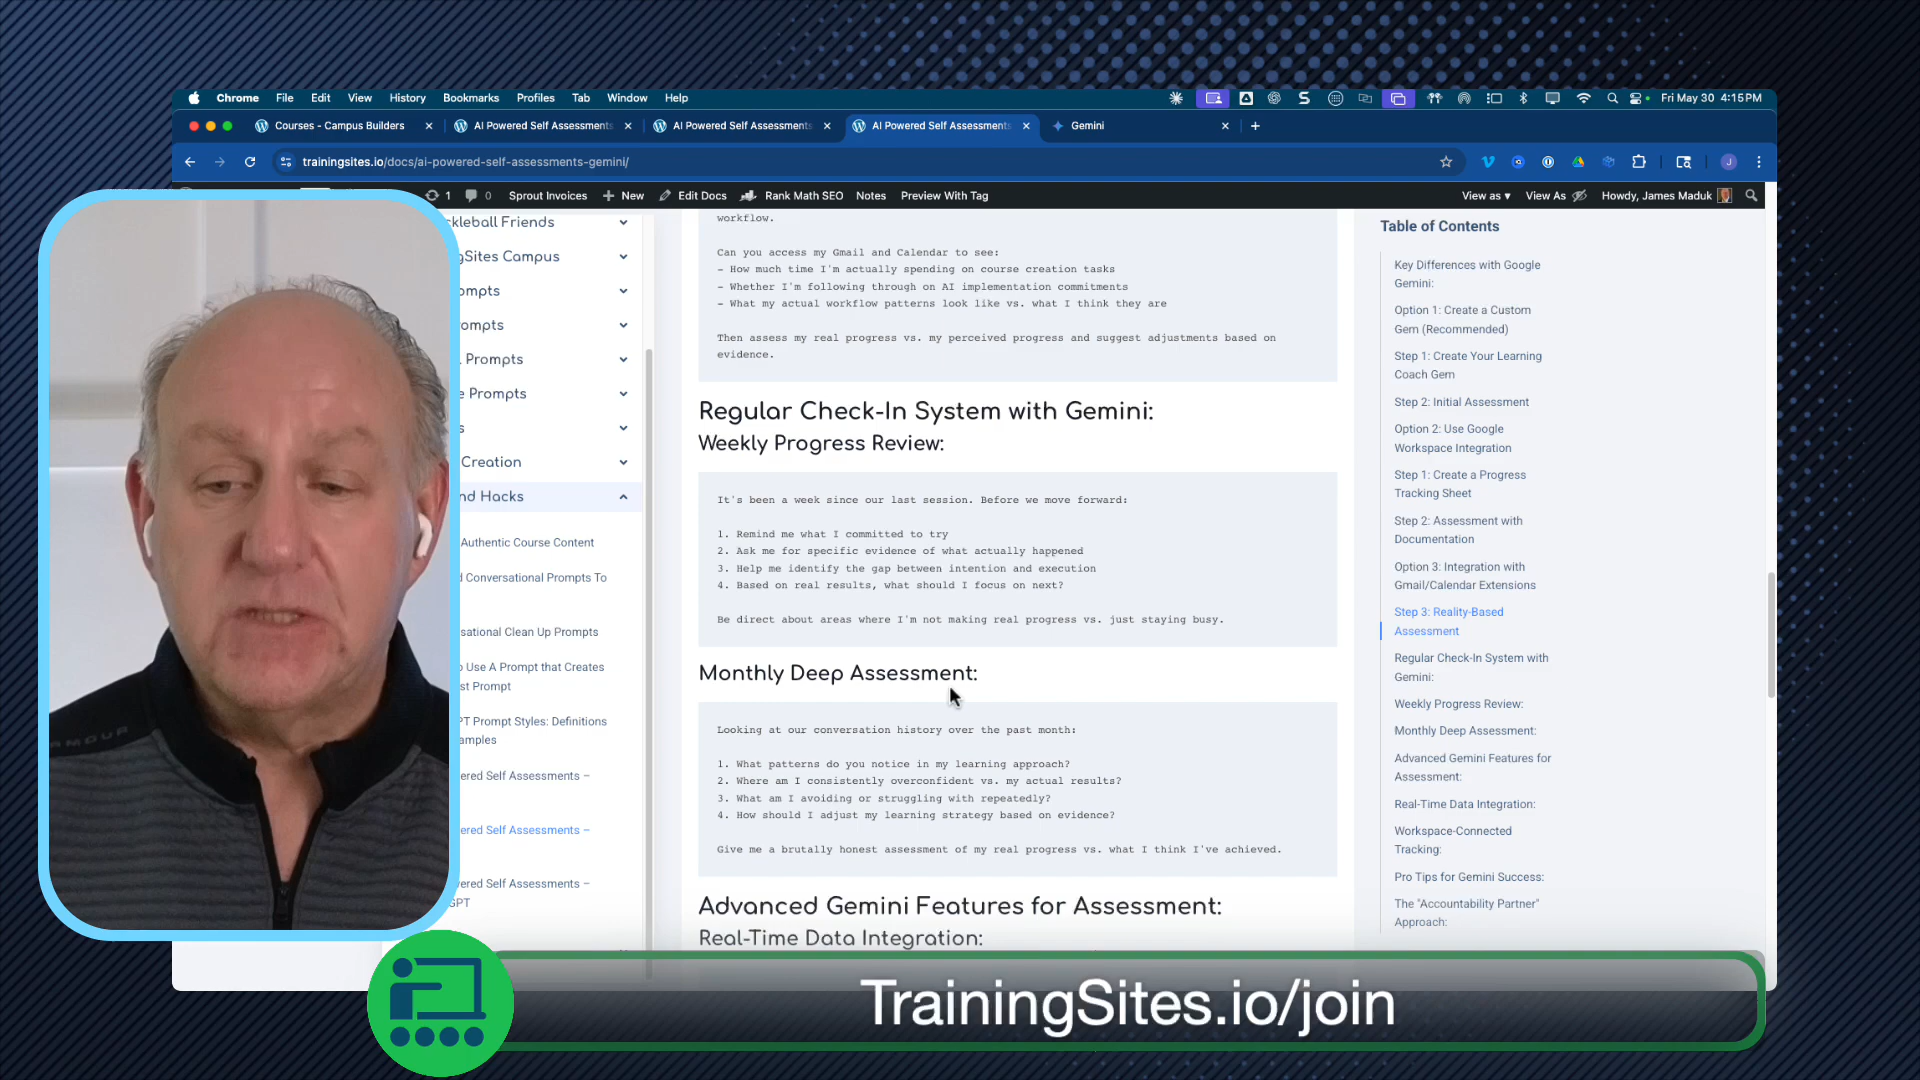 Chrome File Edit View History Bookmarks Profiles Tab Window Help
Fri May 30 4:15 PM
Courses - Campus Builders
AI Powered Self Assessments
AI Powered Self Assessments
AI Powered Self Assessments
Gemini
trainingsites.io/docs/ai-powered-self-assessments-gemini/
1 0 Sprout Invoices New Edit Docs Rank Math SEO Notes Preview With Tag
View as View As Howdy, James Maduk
ckleball Friends
gSites Campus
ompts
ompts
. Prompts
e Prompts
s
Creation
nd Hacks
Authentic Course Content
d Conversational Prompts To
sational Clean Up Prompts
o Use A Prompt that Creates
st Prompt
PT Prompt Styles: Definitions
amples
ered Self Assessments –
ered Self Assessments –
ered Self Assessments –
GPT
workflow.
Can you access my Gmail and Calendar to see:
- How much time I'm actually spending on course creation tasks
- Whether I'm following through on AI implementation commitments
- What my actual workflow patterns look like vs. what I think they are
Then assess my real progress vs. my perceived progress and suggest adjustments based on
evidence.
Regular Check-In System with Gemini:
Weekly Progress Review:
It's been a week since our last session. Before we move forward:
1. Remind me what I committed to try
2. Ask me for specific evidence of what actually happened
3. Help me identify the gap between intention and execution
4. Based on real results, what should I focus on next?
Be direct about areas where I'm not making real progress vs. just staying busy.
Monthly Deep Assessment:
Looking at our conversation history over the past month:
1. What patterns do you notice in my learning approach?
2. Where am I consistently overconfident vs. my actual results?
3. What am I avoiding or struggling with repeatedly?
4. How should I adjust my learning strategy based on evidence?
Give me a brutally honest assessment of my real progress vs. what I think I've achieved.
Advanced Gemini Features for Assessment:
Real-Time Data Integration:
Table of Contents
Key Differences with Google
Gemini:
Option 1: Create a Custom
Gem (Recommended)
Step 1: Create Your Learning
Coach Gem
Step 2: Initial Assessment
Option 2: Use Google
Workspace Integration
Step 1: Create a Progress
Tracking Sheet
Step 2: Assessment with
Documentation
Option 3: Integration with
Gmail/Calendar Extensions
Step 3: Reality-Based
Assessment
Regular Check-In System with
Gemini:
Weekly Progress Review:
Monthly Deep Assessment:
Advanced Gemini Features for
Assessment:
Real-Time Data Integration:
Workspace-Connected
Tracking:
Pro Tips for Gemini Success:
The "Accountability Partner"
Approach:
TrainingSites.io/join